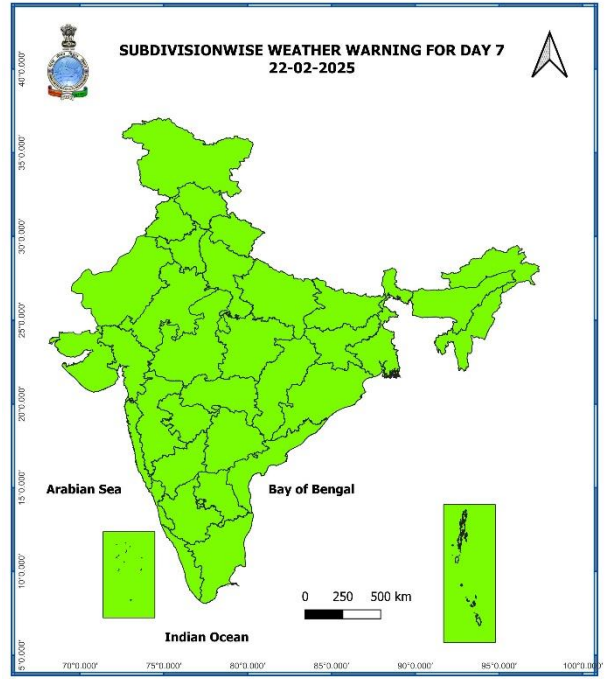 SUBDIVISIONWISE WEATHER WARNING FOR DAY 7
22-02-2025
40°0.000'
35°0.000'
30°0.000'
25°0.000'
20°0.000'
15°0.000'
10°0.000'
5°0.000'
Arabian Sea
Bay of Bengal
0 250 500 km
Indian Ocean
70°0.000' 75°0.000' 80°0.000' 85°0.000' 90°0.000' 95°0.000' 100°0.000'